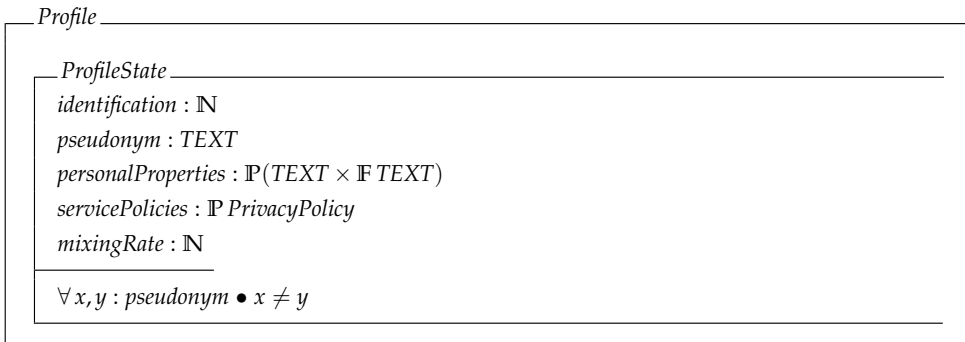 Profile
ProfileState
identification : ℕ
pseudonym : TEXT
personalProperties : ℙ(TEXT × 𝔽 TEXT)
servicePolicies : ℙ PrivacyPolicy
mixingRate : ℕ
∀ x, y : pseudonym • x ≠ y